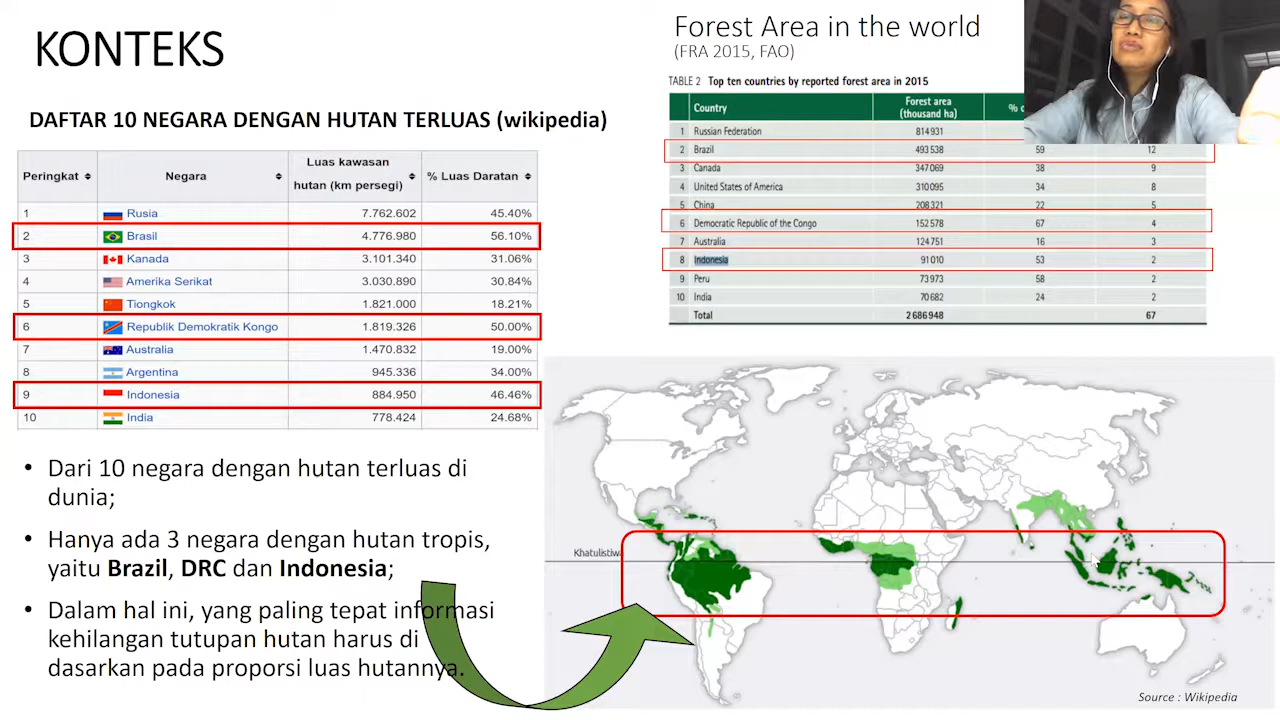 KONTEKS
DAFTAR 10 NEGARA DENGAN HUTAN TERLUAS (wikipedia)
Peringkat Negara Luas kawasan hutan (km persegi) % Luas Daratan
1 Rusia 7.762.602 45.40%
2 Brasil 4.776.980 56.10%
3 Kanada 3.101.340 31.06%
4 Amerika Serikat 3.030.890 30.84%
5 Tiongkok 1.821.000 18.21%
6 Republik Demokratik Kongo 1.819.326 50.00%
7 Australia 1.470.832 19.00%
8 Argentina 945.336 34.00%
9 Indonesia 884.950 46.46%
10 India 778.424 24.68%
• Dari 10 negara dengan hutan terluas di
dunia;
• Hanya ada 3 negara dengan hutan tropis,
yaitu Brazil, DRC dan Indonesia;
• Dalam hal ini, yang paling tepat informasi
kehilangan tutupan hutan harus di
dasarkan pada proporsi luas hutannya.
Forest Area in the world
(FRA 2015, FAO)
TABLE 2 Top ten countries by reported forest area in 2015
Country Forest area (thousand ha) %
1 Russian Federation 814 931
2 Brazil 493 538 59 12
3 Canada 347 069 38 9
4 United States of America 310 095 34 8
5 China 208 321 22 5
6 Democratic Republic of the Congo 152 578 67 4
7 Australia 124 751 16 3
8 Indonesia 91 010 53 2
9 Peru 73 973 58 2
10 India 70 682 24 2
Total 2 686 948 67
Khatulistiwa
Source : Wikipedia